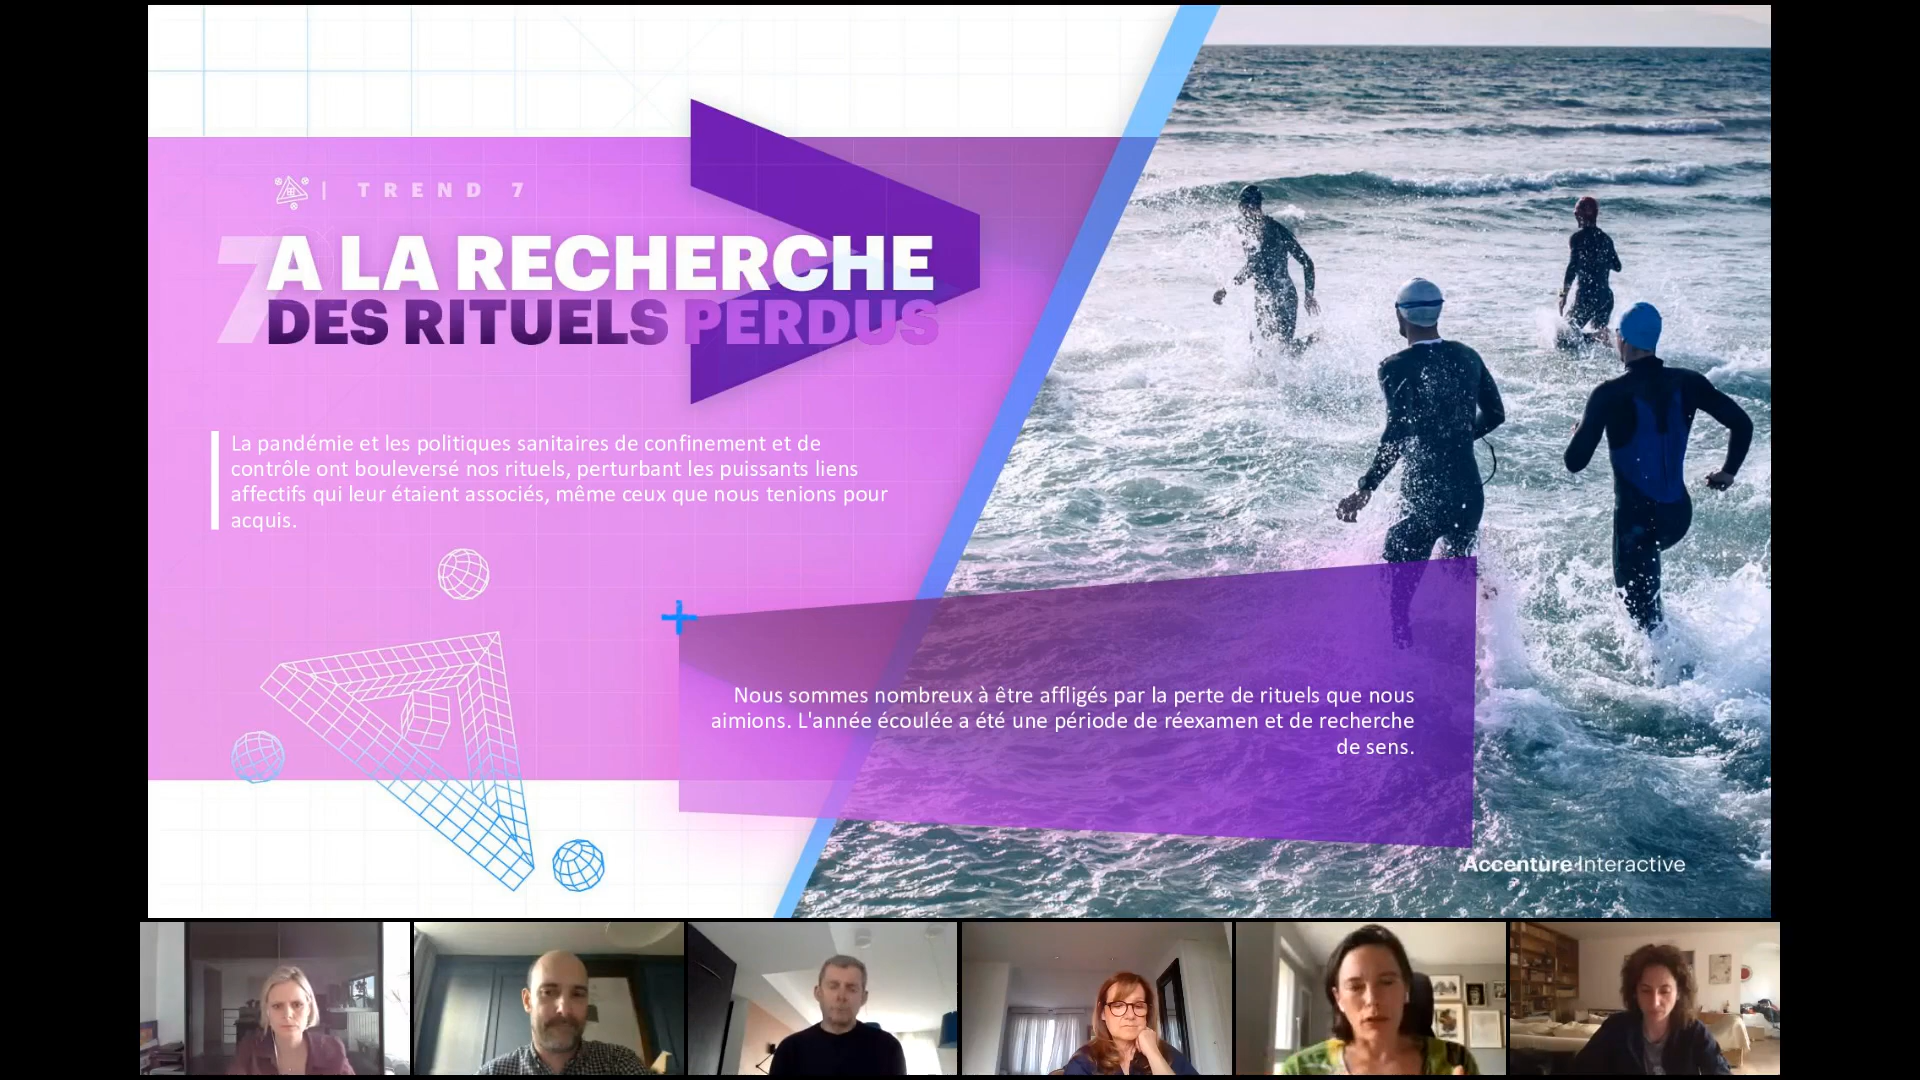 | TREND 7
7
A LA RECHERCHE
DES RITUELS PERDUS
La pandémie et les politiques sanitaires de confinement et de
contrôle ont bouleversé nos rituels, perturbant les puissants liens
affectifs qui leur étaient associés, même ceux que nous tenions pour
acquis.
Nous sommes nombreux à être affligés par la perte de rituels que nous
aimions. L'année écoulée a été une période de réexamen et de recherche
de sens.
Accenture Interactive